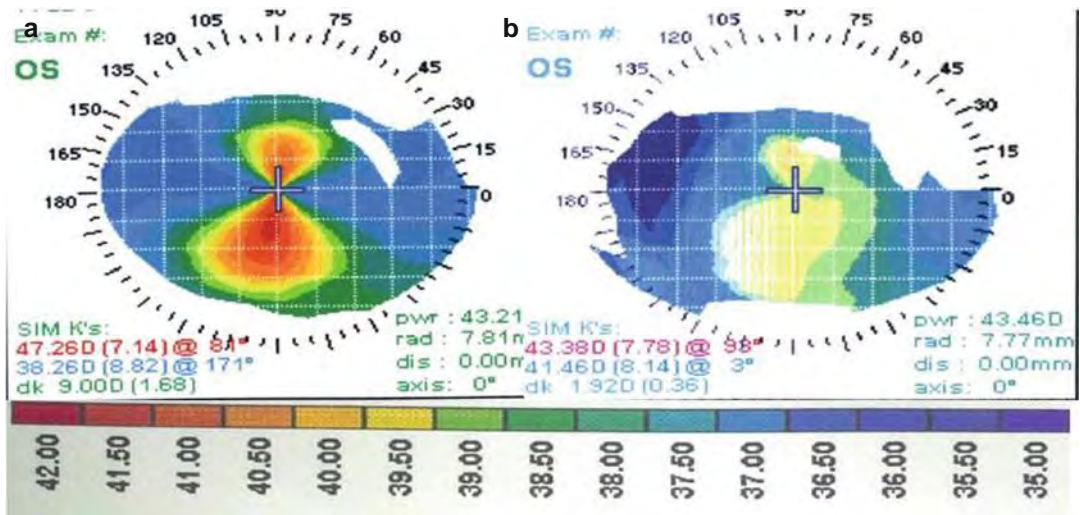 a
Exam #:
OS
90
105
75
120
60
135
45
150
30
165
15
180
0
SIM K's:
47.26D (7.14) @ 81°
38.26D (8.82) @ 171°
dk 9.00D (1.68)
pwr : 43.21
rad : 7.81m
dis : 0.00m
axis: 0°
b
Exam #:
OS
90
105
75
120
60
135
45
150
30
165
15
180
0
SIM K's:
43.38D (7.78) @ 93°
41.46D (8.14) @ 3°
dk 1.92D (0.36)
pwr : 43.46D
rad : 7.77mm
dis : 0.00mm
axis: 0°
42.00 41.50 41.00 40.50 40.00 39.50 39.00 38.50 38.00 37.50 37.00 36.50 36.00 35.50 35.00